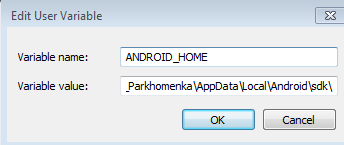 Edit User Variable
Variable name: ANDROID_HOME
Variable value: _Parkhomenka\AppData\Local\Android\sdk\
OK Cancel